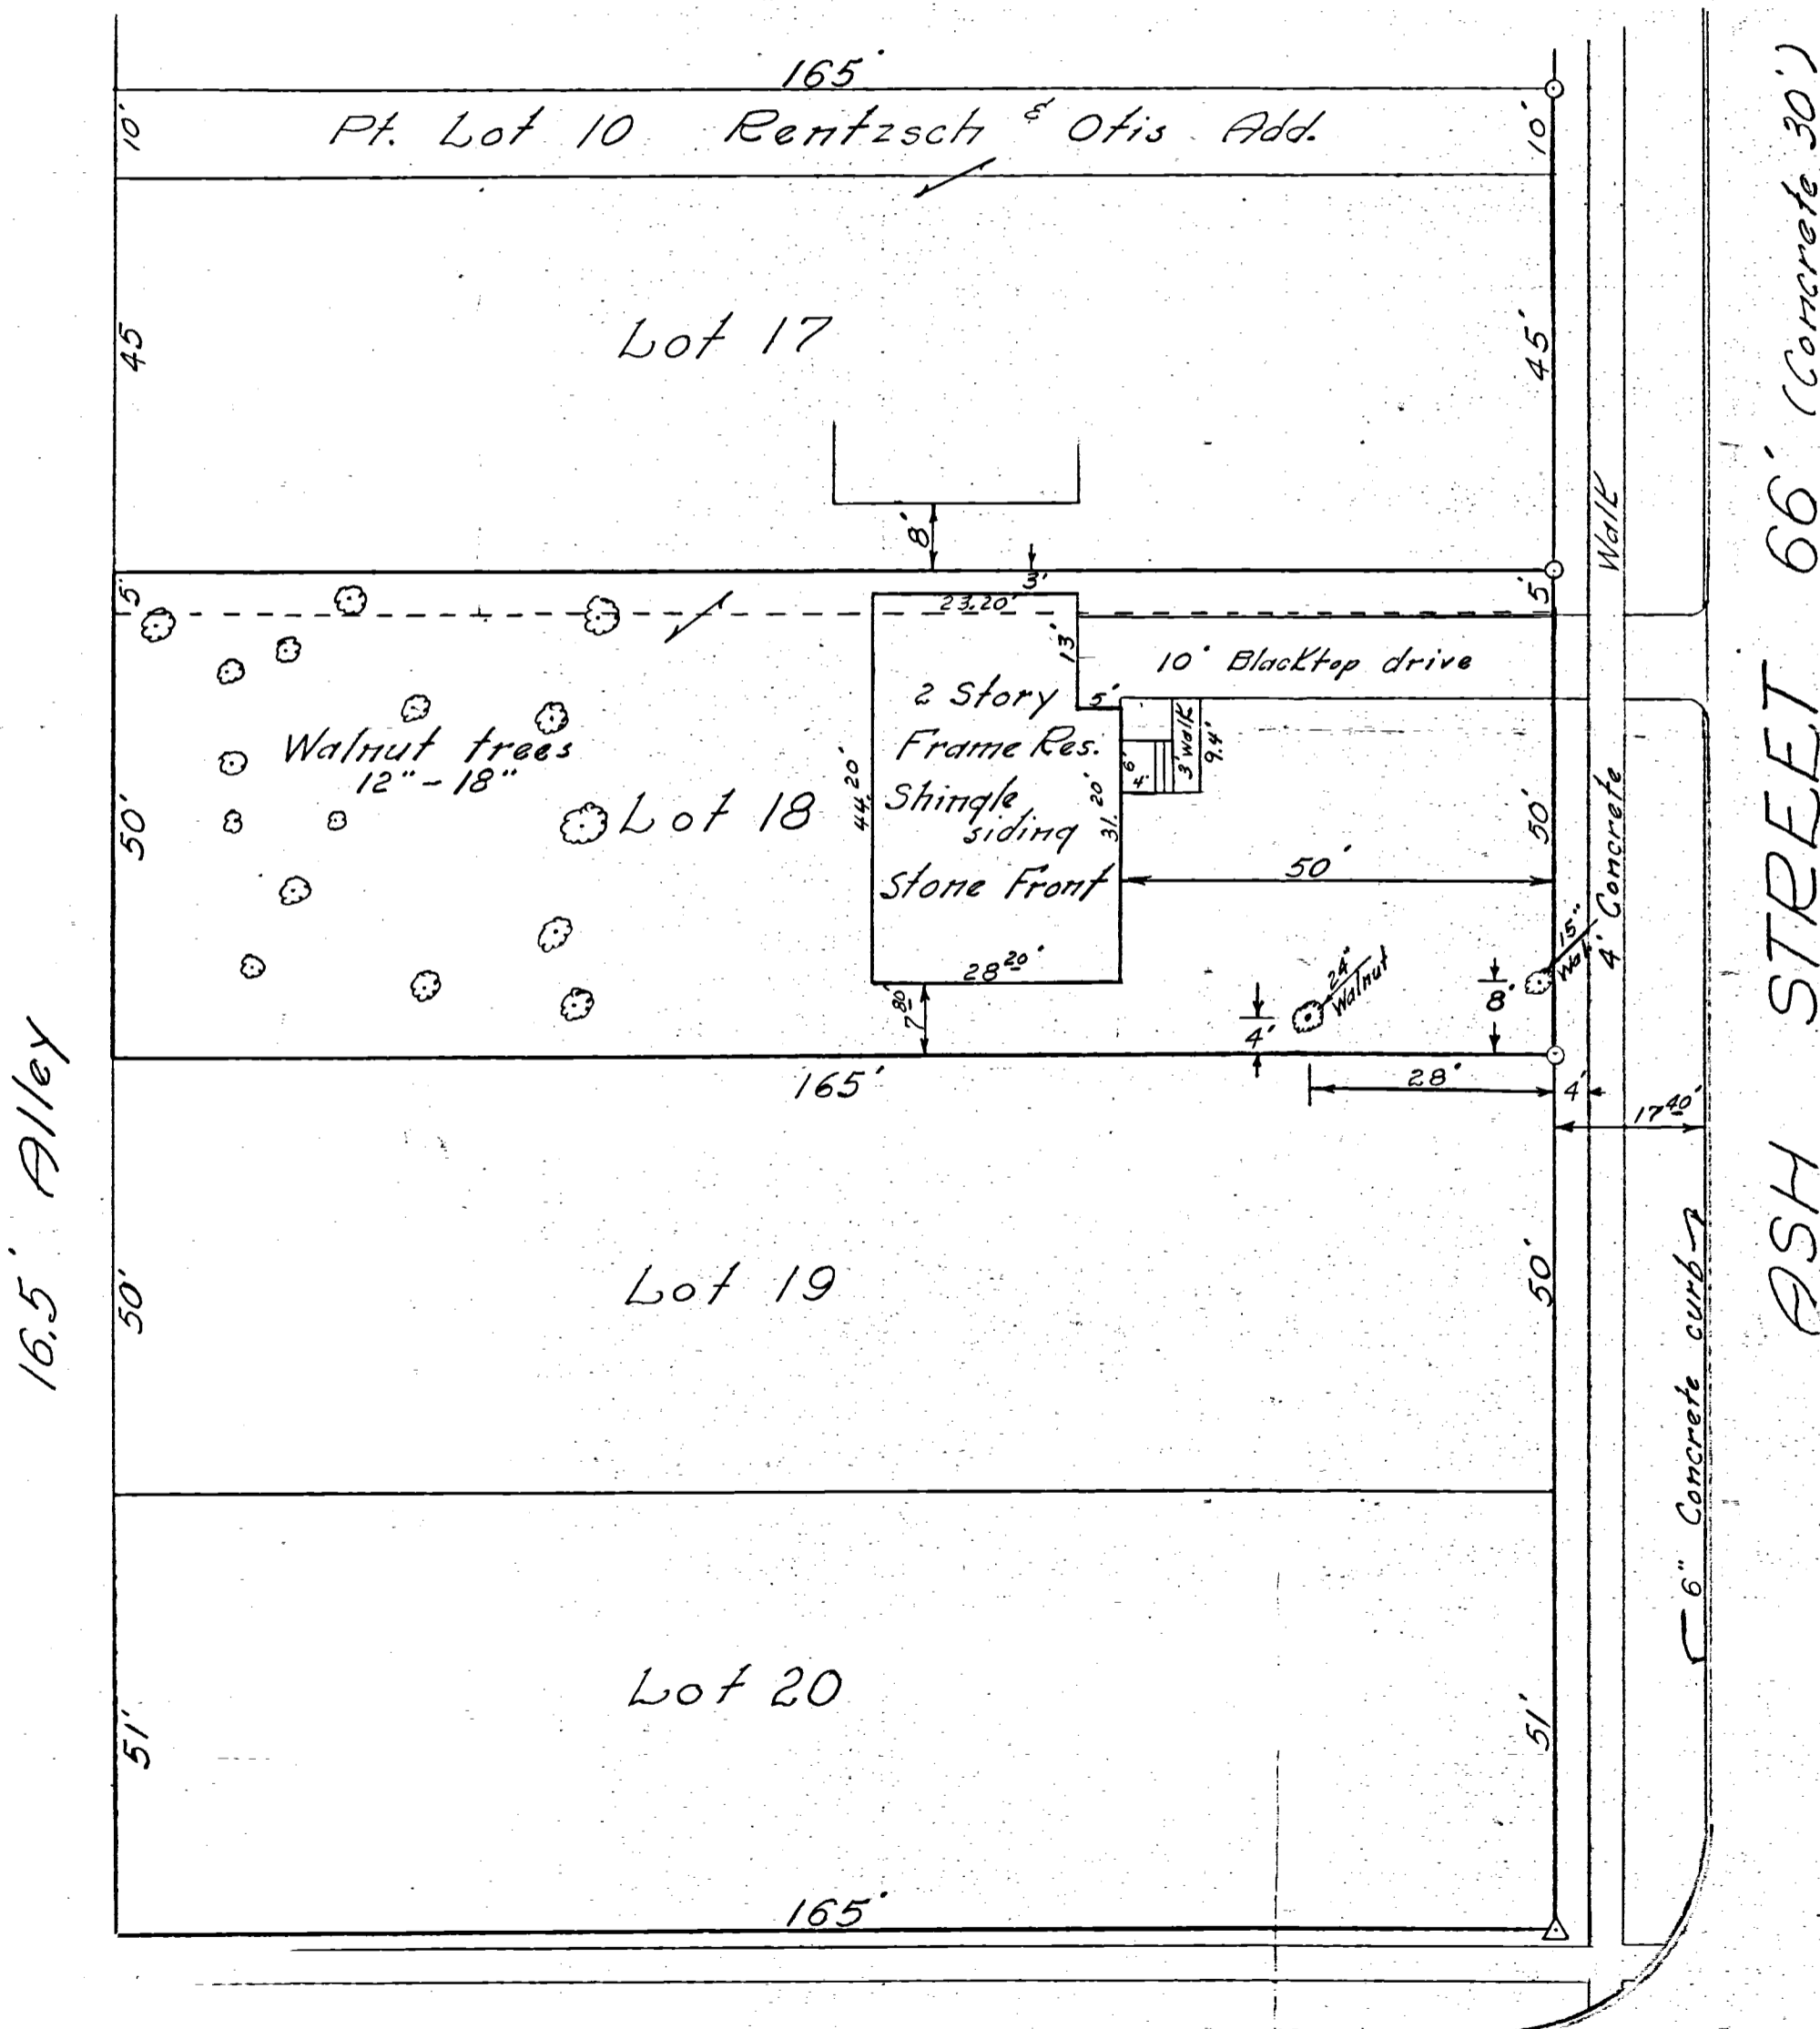 165'
10'
Pt. Lot 10 Rentzsch & Otis Add.
10'
45
Lot 17
45'
8'
3'
5'
23.20'
5'
13'
10' Blacktop drive
2 Story
5'
Frame Res.
Shingle
siding
Stone Front
44.20'
31.20'
6'
4'
3' Walk
9.4'
Walnut trees
12" - 18"
Lot 18
50'
50'
50'
28 20'
7 80'
24"
Walnut
15"
4'
8'
165'
28'
4'
17 40'
50'
Lot 19
50'
51'
Lot 20
51'
165'
16.5' Alley
4' Concrete Walk
6" Concrete curb
ASH STREET 66' (Concrete 30')